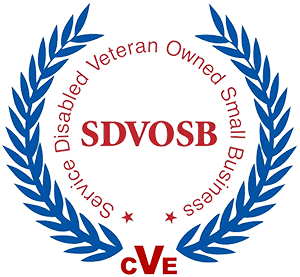 Service Disabled Veteran Owned Small Business
SDVOSB
CVE